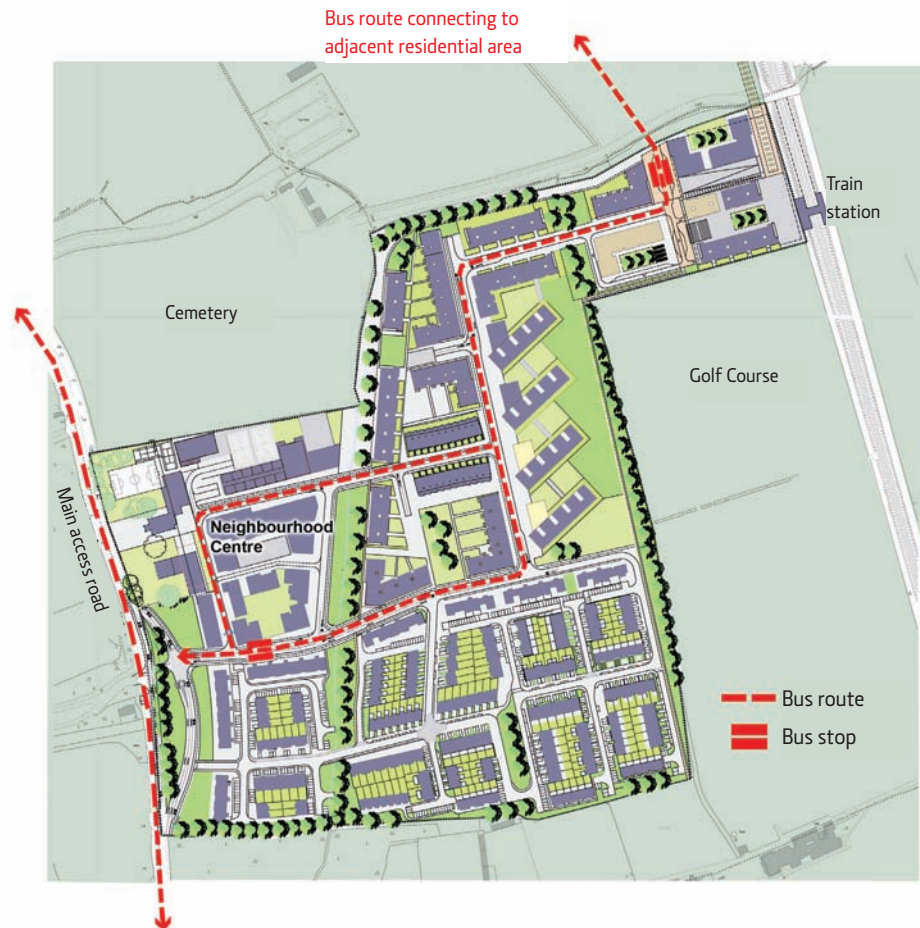 Bus route connecting to
adjacent residential area
Train
station
Cemetery
Golf Course
Main access road
Neighbourhood
Centre
Bus route
Bus stop